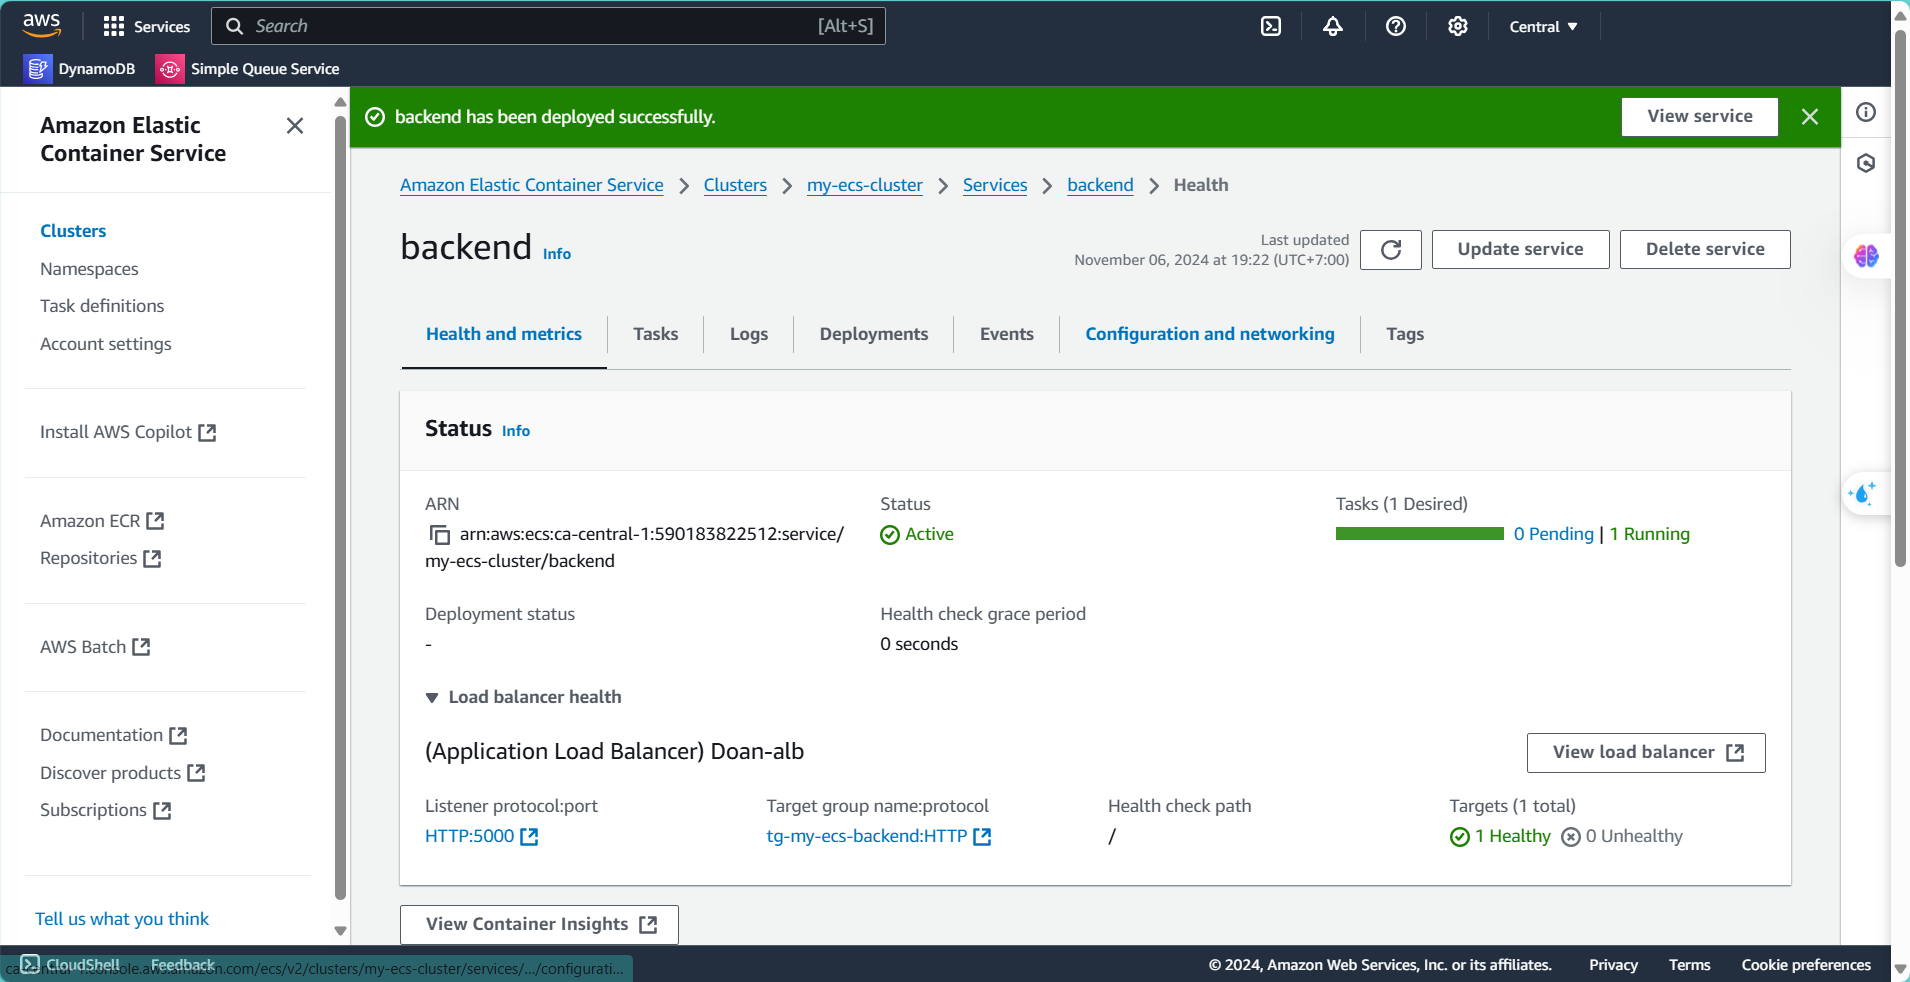 aws
Services
Search
[Alt+S]
Central
DynamoDB
Simple Queue Service
Amazon Elastic
Container Service
Clusters
Namespaces
Task definitions
Account settings
Install AWS Copilot
Amazon ECR
Repositories
AWS Batch
Documentation
Discover products
Subscriptions
Tell us what you think
backend has been deployed successfully.
View service
Amazon Elastic Container Service
Clusters
my-ecs-cluster
Services
backend
Health
backend Info
Last updated
November 06, 2024 at 19:22 (UTC+7:00)
Update service
Delete service
Health and metrics
Tasks
Logs
Deployments
Events
Configuration and networking
Tags
Status Info
ARN
arn:aws:ecs:ca-central-1:590183822512:service/
my-ecs-cluster/backend
Status
Active
Tasks (1 Desired)
0 Pending | 1 Running
Deployment status
-
Health check grace period
0 seconds
Load balancer health
(Application Load Balancer) Doan-alb
View load balancer
Listener protocol:port
HTTP:5000
Target group name:protocol
tg-my-ecs-backend:HTTP
Health check path
/
Targets (1 total)
1 Healthy
0 Unhealthy
View Container Insights
CloudShell
Feedback
.console.aws.amazon.com/ecs/v2/clusters/my-ecs-cluster/services/.../configurati...
© 2024, Amazon Web Services, Inc. or its affiliates.
Privacy
Terms
Cookie preferences